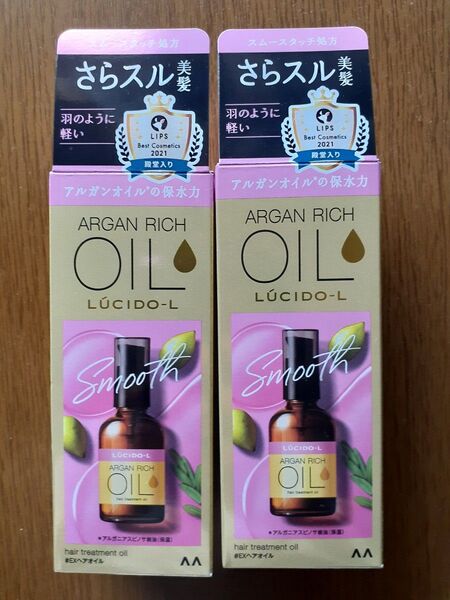 スムースタッチ処方
さらスル美髪
羽のように
軽い
LIPS
Best Cosmetics
2021
殿堂入り
アルガンオイル*の保水力
ARGAN RICH
OIL
LÚCIDO-L
Smooth
LÚCIDO-L
ARGAN RICH
OIL
hair treatment oil
*アルガニアスピノサ核油(保湿)
hair treatment oil
#EXヘアオイル
スムースタッチ処方
さらスル美髪
羽のように
軽い
LIPS
Best Cosmetics
2021
殿堂入り
アルガンオイル*の保水力
ARGAN RICH
OIL
LÚCIDO-L
Smooth
LÚCIDO-L
ARGAN RICH
OIL
hair treatment oil
*アルガニアスピノサ核油(保湿)
hair treatment oil
#EXヘアオイル